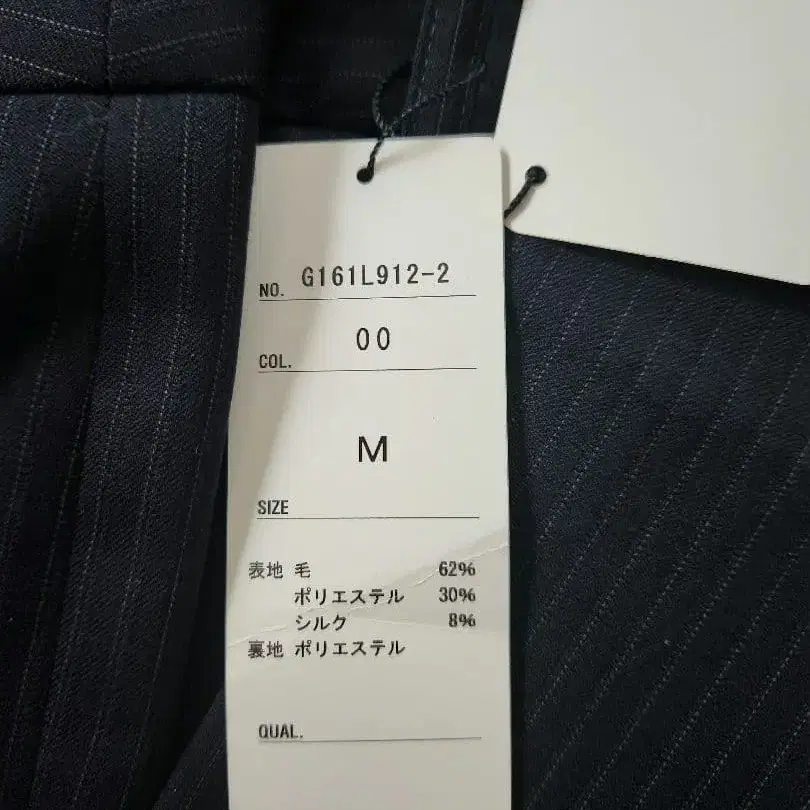 NO. G161L912-2
COL. 00
M
SIZE
表地 毛 62%
ポリエステル 30%
シルク 8%
裏地 ポリエステル
QUAL.